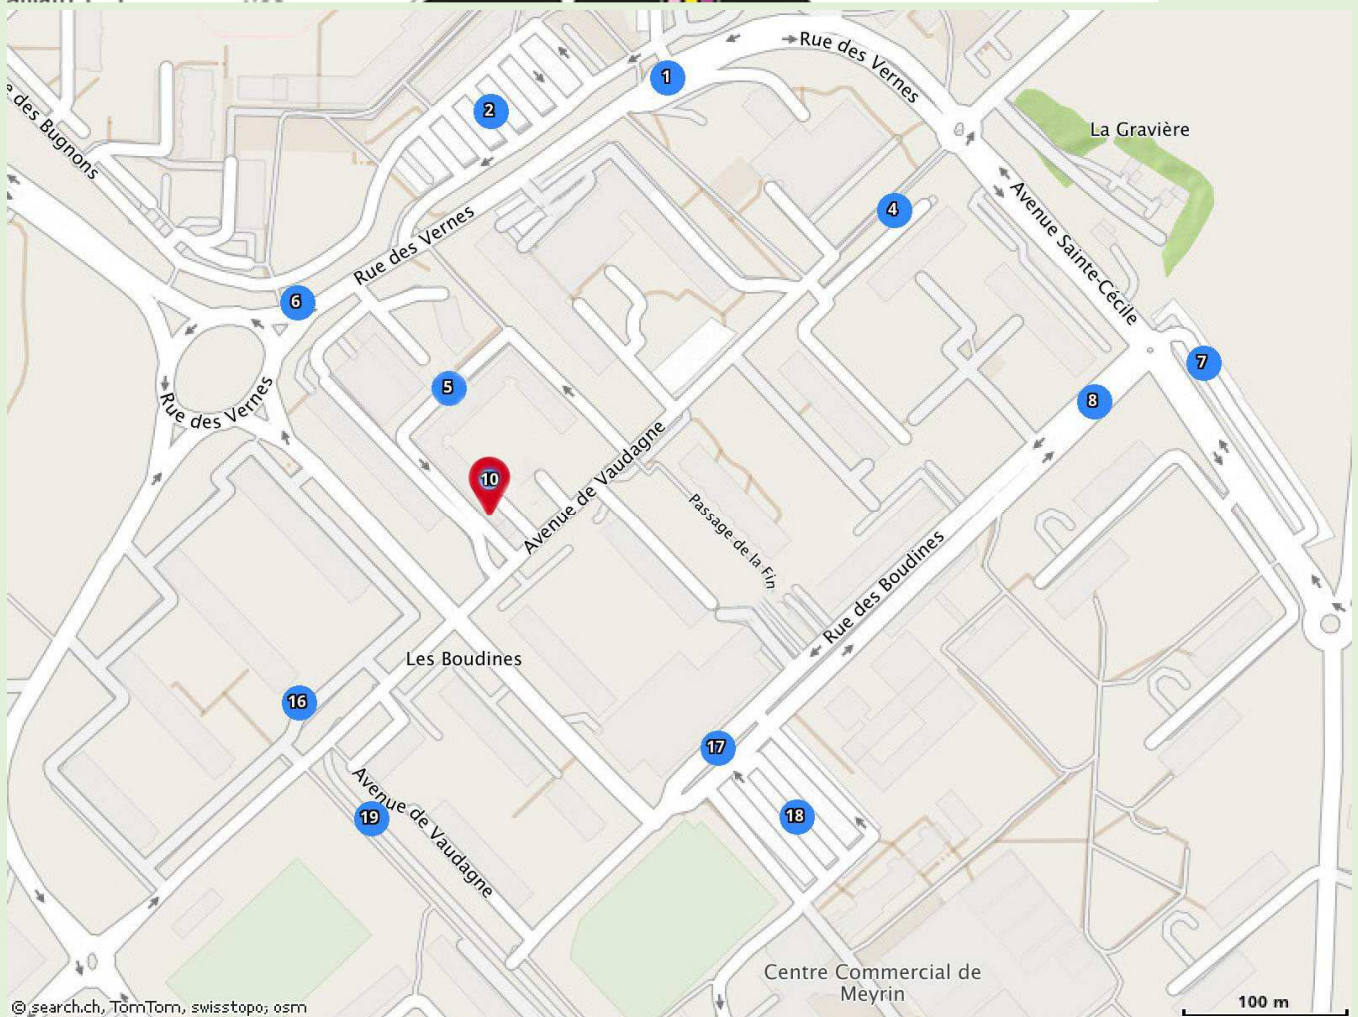 Rue des Vernes
1
2
e des Bugnons
La Gravière
4
Avenue Sainte-Cécile
Rue des Vernes
6
7
5
8
Rue des Vernes
Avenue de Vaudagne
10
Passage de la Fin
Rue des Boudines
Les Boudines
16
17
Avenue de Vaudagne
19
18
Centre Commercial de
Meyrin
100 m
© search.ch, TomTom, swisstopo; osm